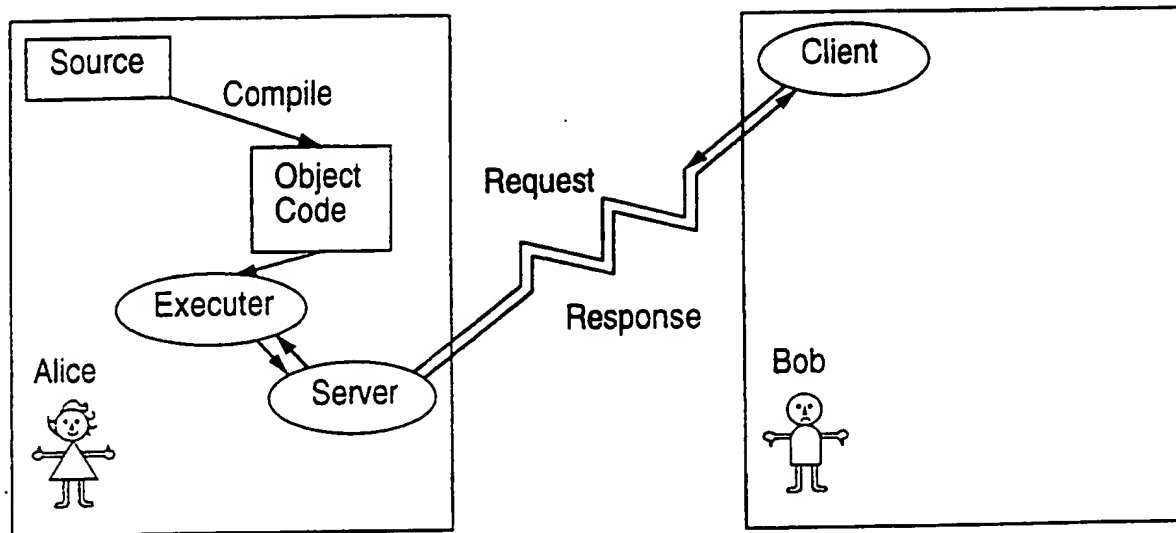 Source
Compile
Object
Code
Executer
Server
Alice
Request
Response
Client
Bob